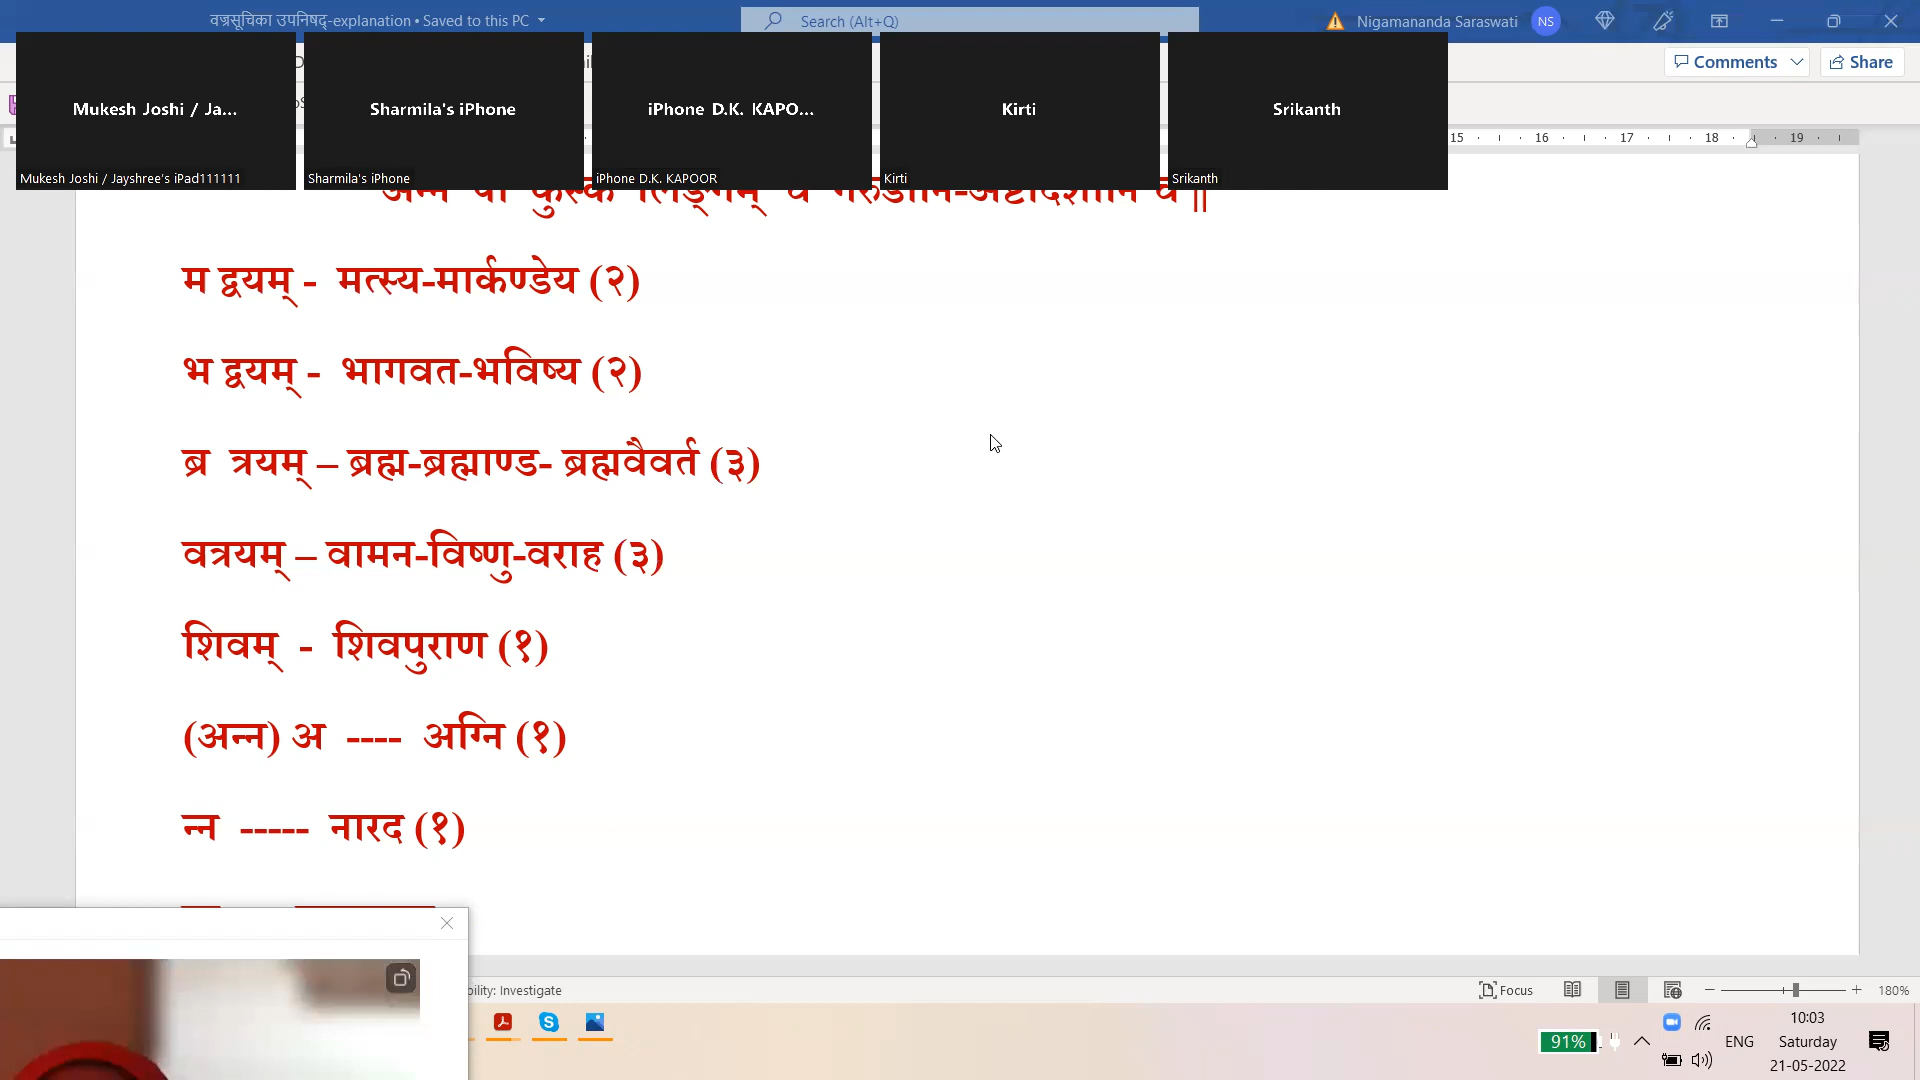 वज्रसूचिका उपनिषद्-explanation • Saved to this PC
Search (Alt+Q)
Nigamananda Saraswati NS
Comments
Share
Mukesh Joshi / Ja...
Sharmila's iPhone
iPhone D.K. KAPO...
Kirti
Srikanth
Mukesh Joshi / Jayshree's iPad111111
Sharmila's iPhone
iPhone D.K. KAPOOR
Kirti
Srikanth
15 16 17 18 19
म द्वयम् - मत्स्य-मार्कण्डेय (२)
भ द्वयम् - भागवत-भविष्य (२)
ब्र त्रयम् – ब्रह्म-ब्रह्माण्ड- ब्रह्मवैवर्त (३)
वत्रयम् – वामन-विष्णु-वराह (३)
शिवम् - शिवपुराण (१)
(अन्न) अ ---- अग्नि (१)
न्न ----- नारद (१)
bility: Investigate
Focus
180%
91%
ENG
10:03
Saturday
21-05-2022